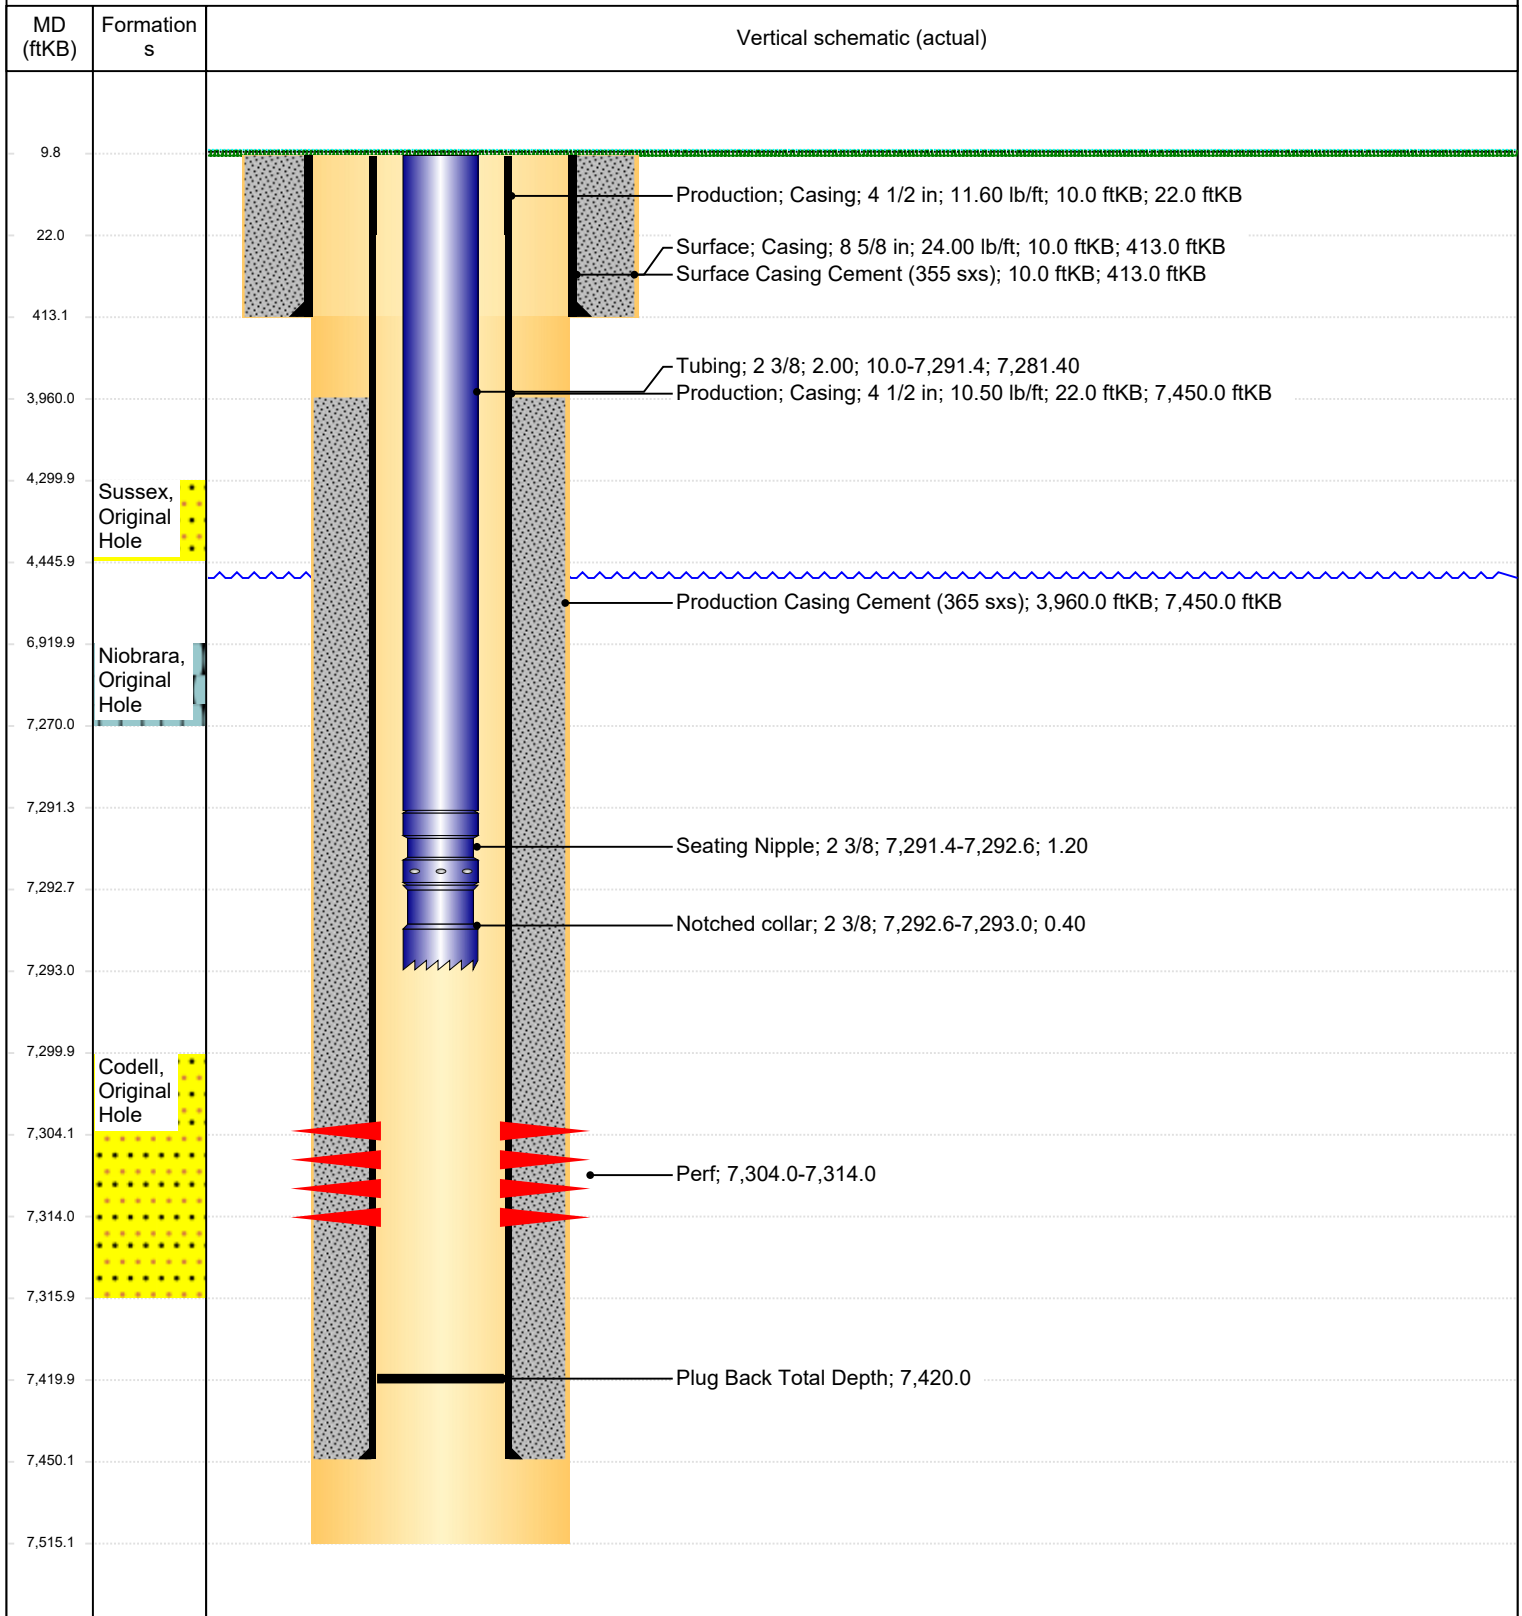 MD
(ftKB)
Formation
s
Vertical schematic (actual)
9.8
Production; Casing; 4 1/2 in; 11.60 lb/ft; 10.0 ftKB; 22.0 ftKB
22.0
Surface; Casing; 8 5/8 in; 24.00 lb/ft; 10.0 ftKB; 413.0 ftKB
Surface Casing Cement (355 sxs); 10.0 ftKB; 413.0 ftKB
413.1
Tubing; 2 3/8; 2.00; 10.0-7,291.4; 7,281.40
Production; Casing; 4 1/2 in; 10.50 lb/ft; 22.0 ftKB; 7,450.0 ftKB
3,960.0
4,299.9
Sussex,
Original
Hole
4,445.9
Production Casing Cement (365 sxs); 3,960.0 ftKB; 7,450.0 ftKB
6,919.9
Niobrara,
Original
Hole
7,270.0
7,291.3
Seating Nipple; 2 3/8; 7,291.4-7,292.6; 1.20
7,292.7
Notched collar; 2 3/8; 7,292.6-7,293.0; 0.40
7,293.0
7,299.9
Codell,
Original
Hole
7,304.1
Perf; 7,304.0-7,314.0
7,314.0
7,315.9
Plug Back Total Depth; 7,420.0
7,419.9
7,450.1
7,515.1